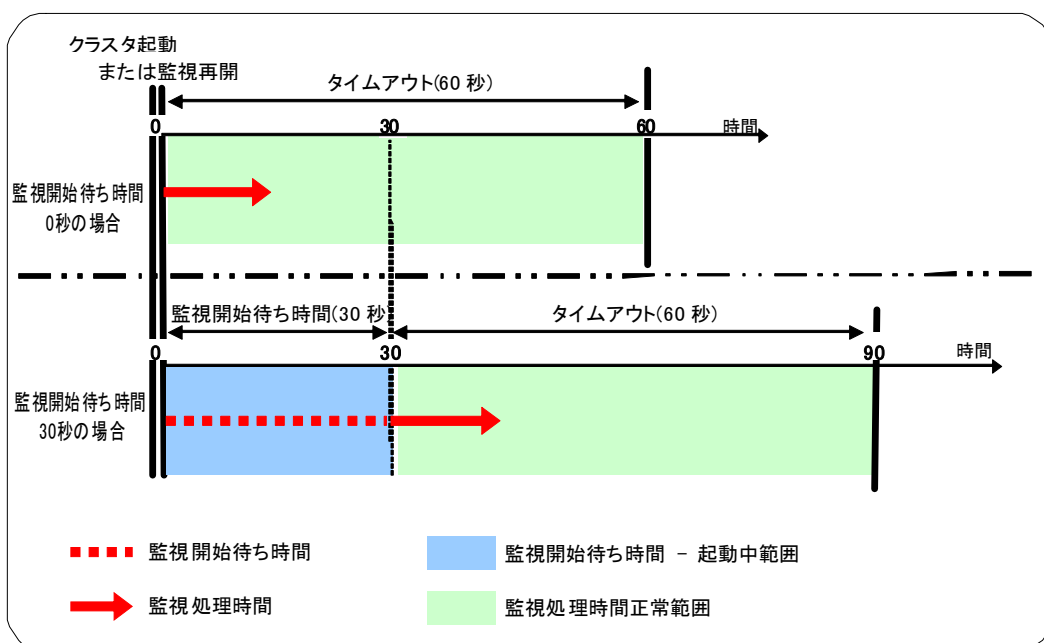 クラスタ起動
または監視再開
タイムアウト(60 秒)
0 30 60 時間
監視開始待ち時間
0秒の場合
監視開始待ち時間(30 秒) タイムアウト(60 秒)
0 30 90 時間
監視開始待ち時間
30秒の場合
監視開始待ち時間 監視開始待ち時間 - 起動中範囲
監視処理時間 監視処理時間正常範囲